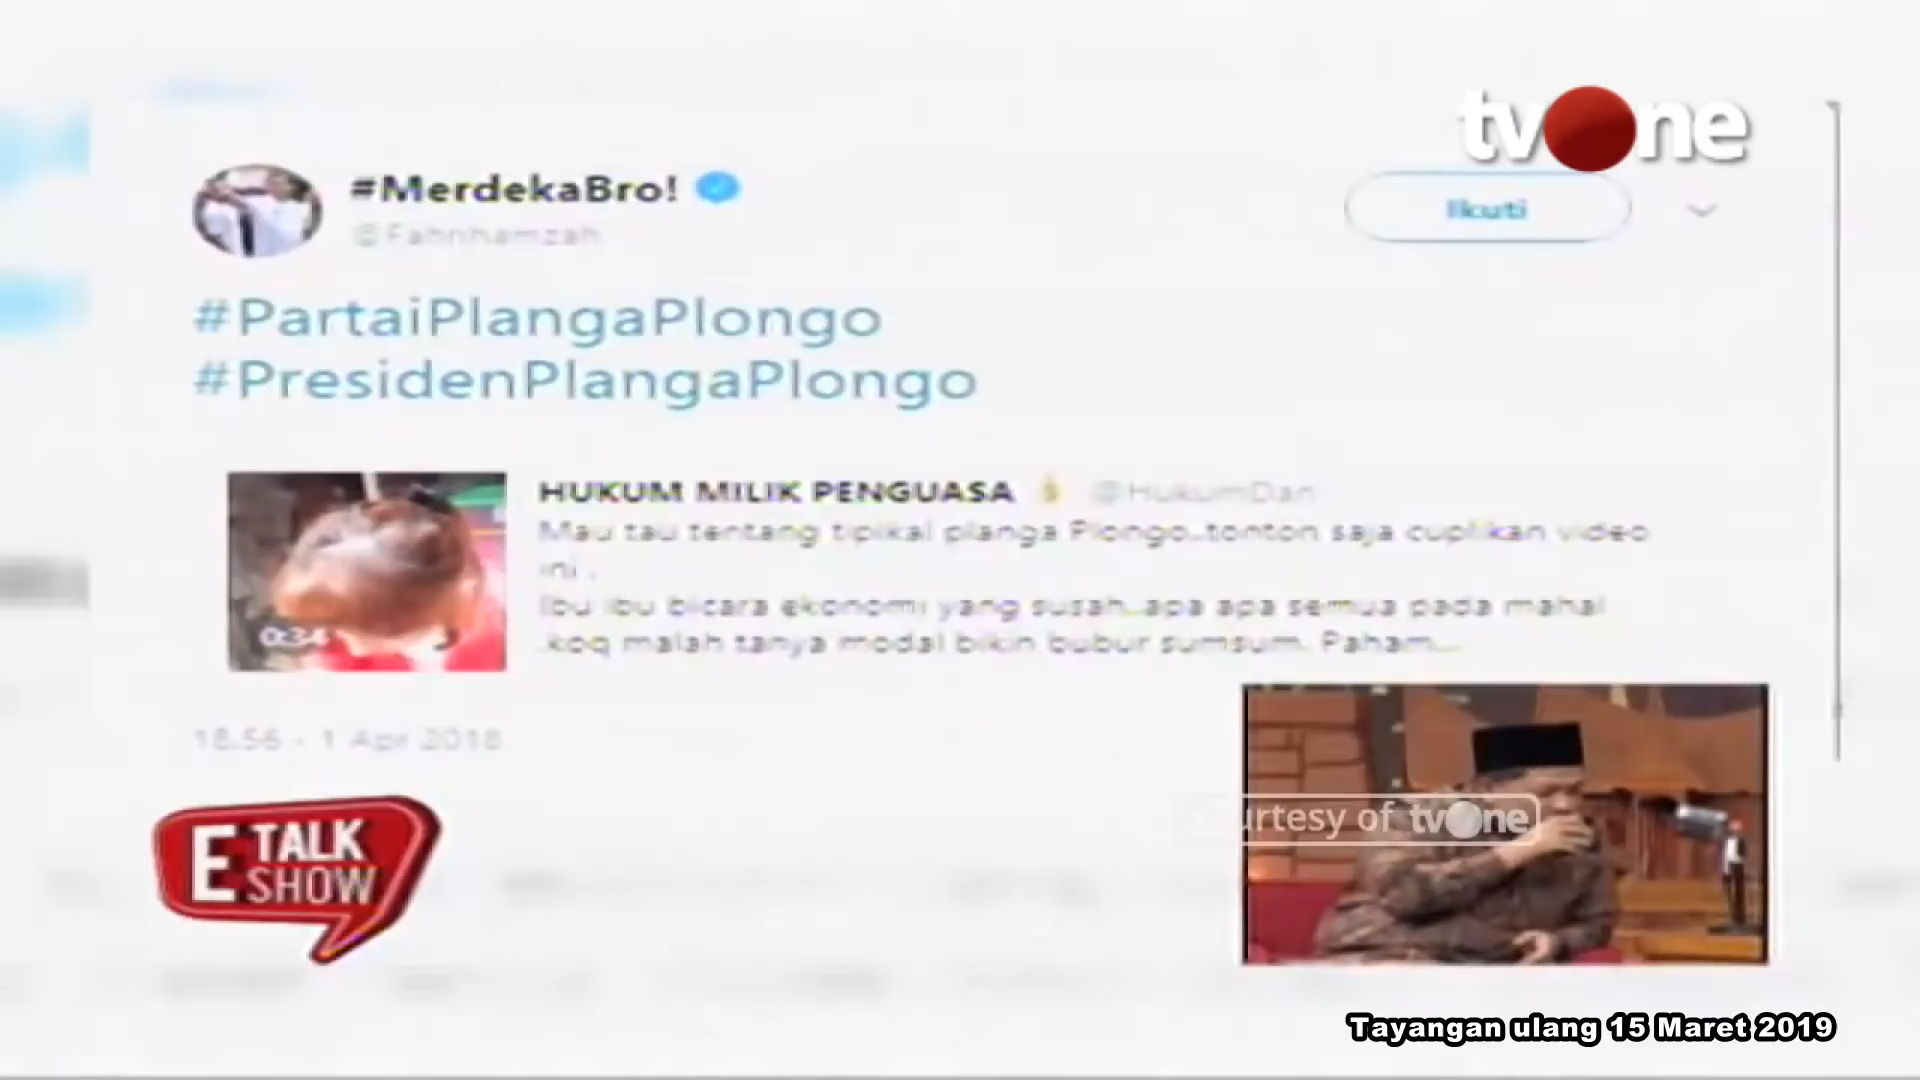 tvOne
#MerdekaBro!
@Fahrihamzah
Ikuti
#PartaiPlangaPlongo
#PresidenPlangaPlongo
HUKUM MILIK PENGUASA @HukumDan
Mau tau tentang tipikal planga Plongo..tonton saja cuplikan video
ini .
Ibu ibu bicara ekonomi yang susah..apa apa semua pada mahal
.koq malah tanya modal bikin bubur sumsum. Paham...
0:34
18.56 - 1 Apr 2018
E TALK
SHOW
urtesy of tvOne
Tayangan ulang 15 Maret 2019